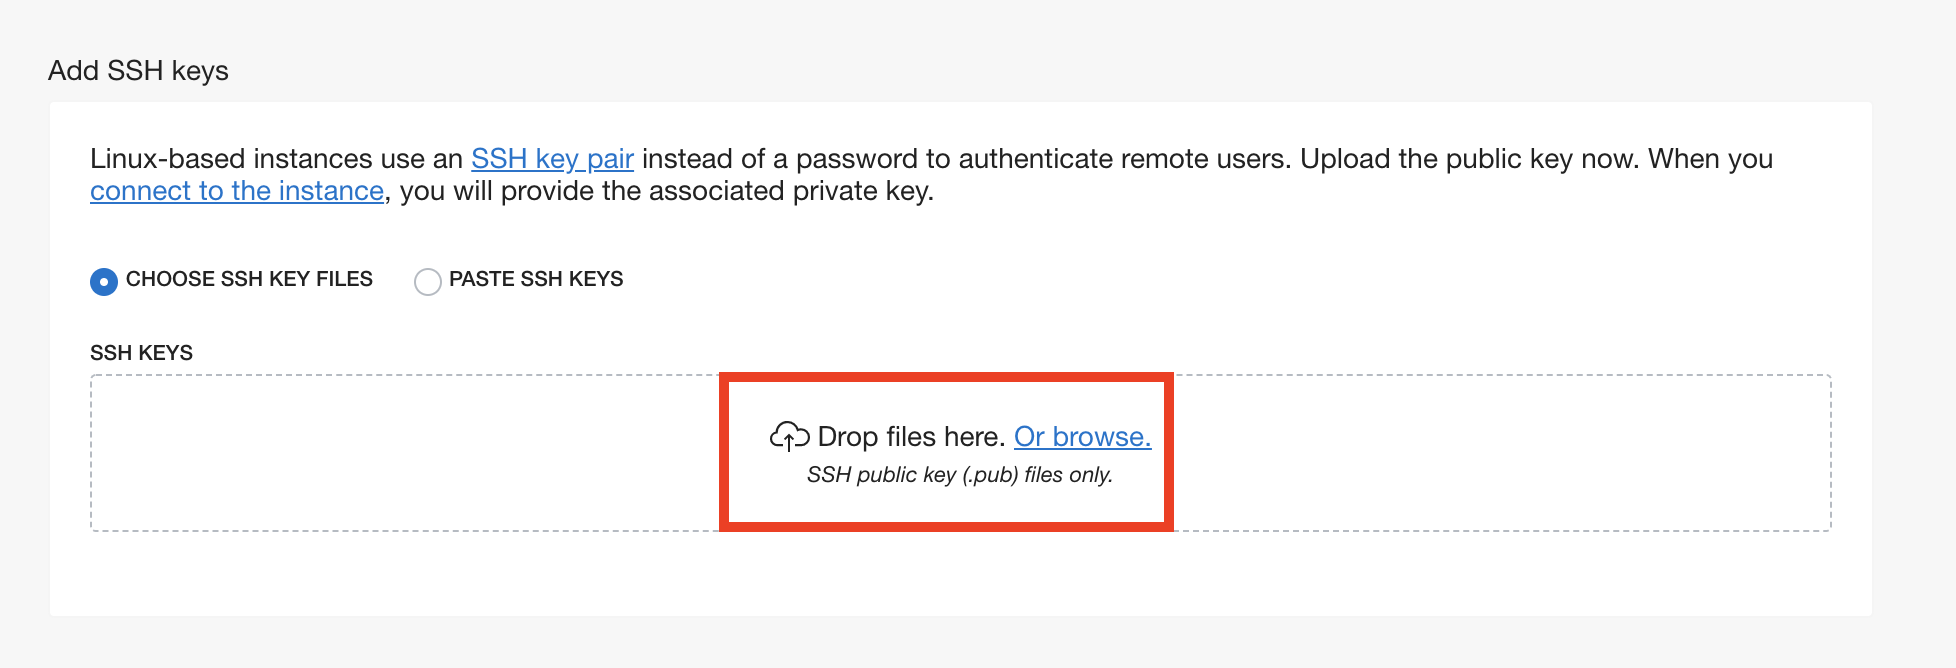 Add SSH keys
Linux-based instances use an SSH key pair instead of a password to authenticate remote users. Upload the public key now. When you
connect to the instance, you will provide the associated private key.
CHOOSE SSH KEY FILES PASTE SSH KEYS
SSH KEYS
Drop files here. Or browse.
SSH public key (.pub) files only.